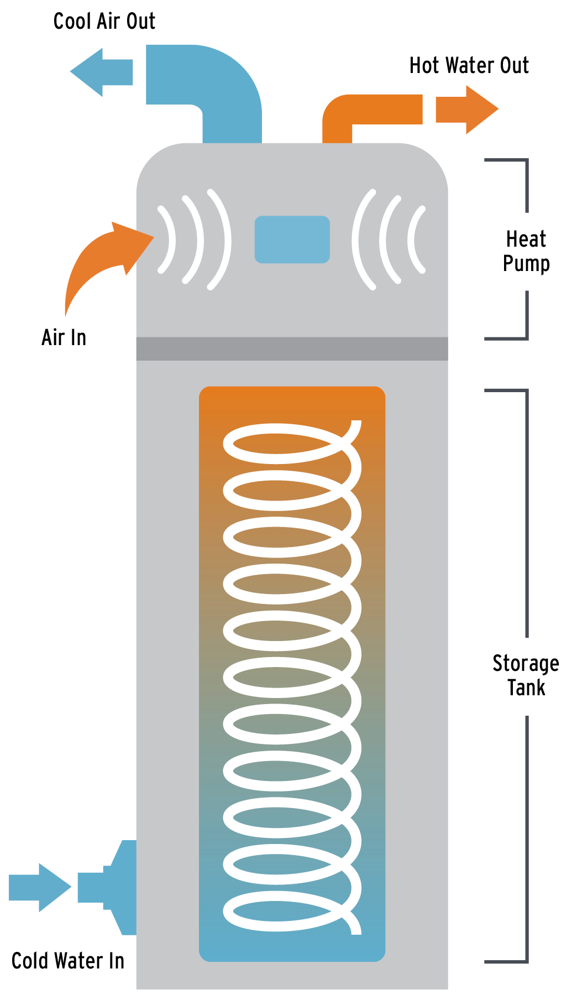 Cool Air Out
Hot Water Out
Heat
Pump
Air In
Storage
Tank
Cold Water In